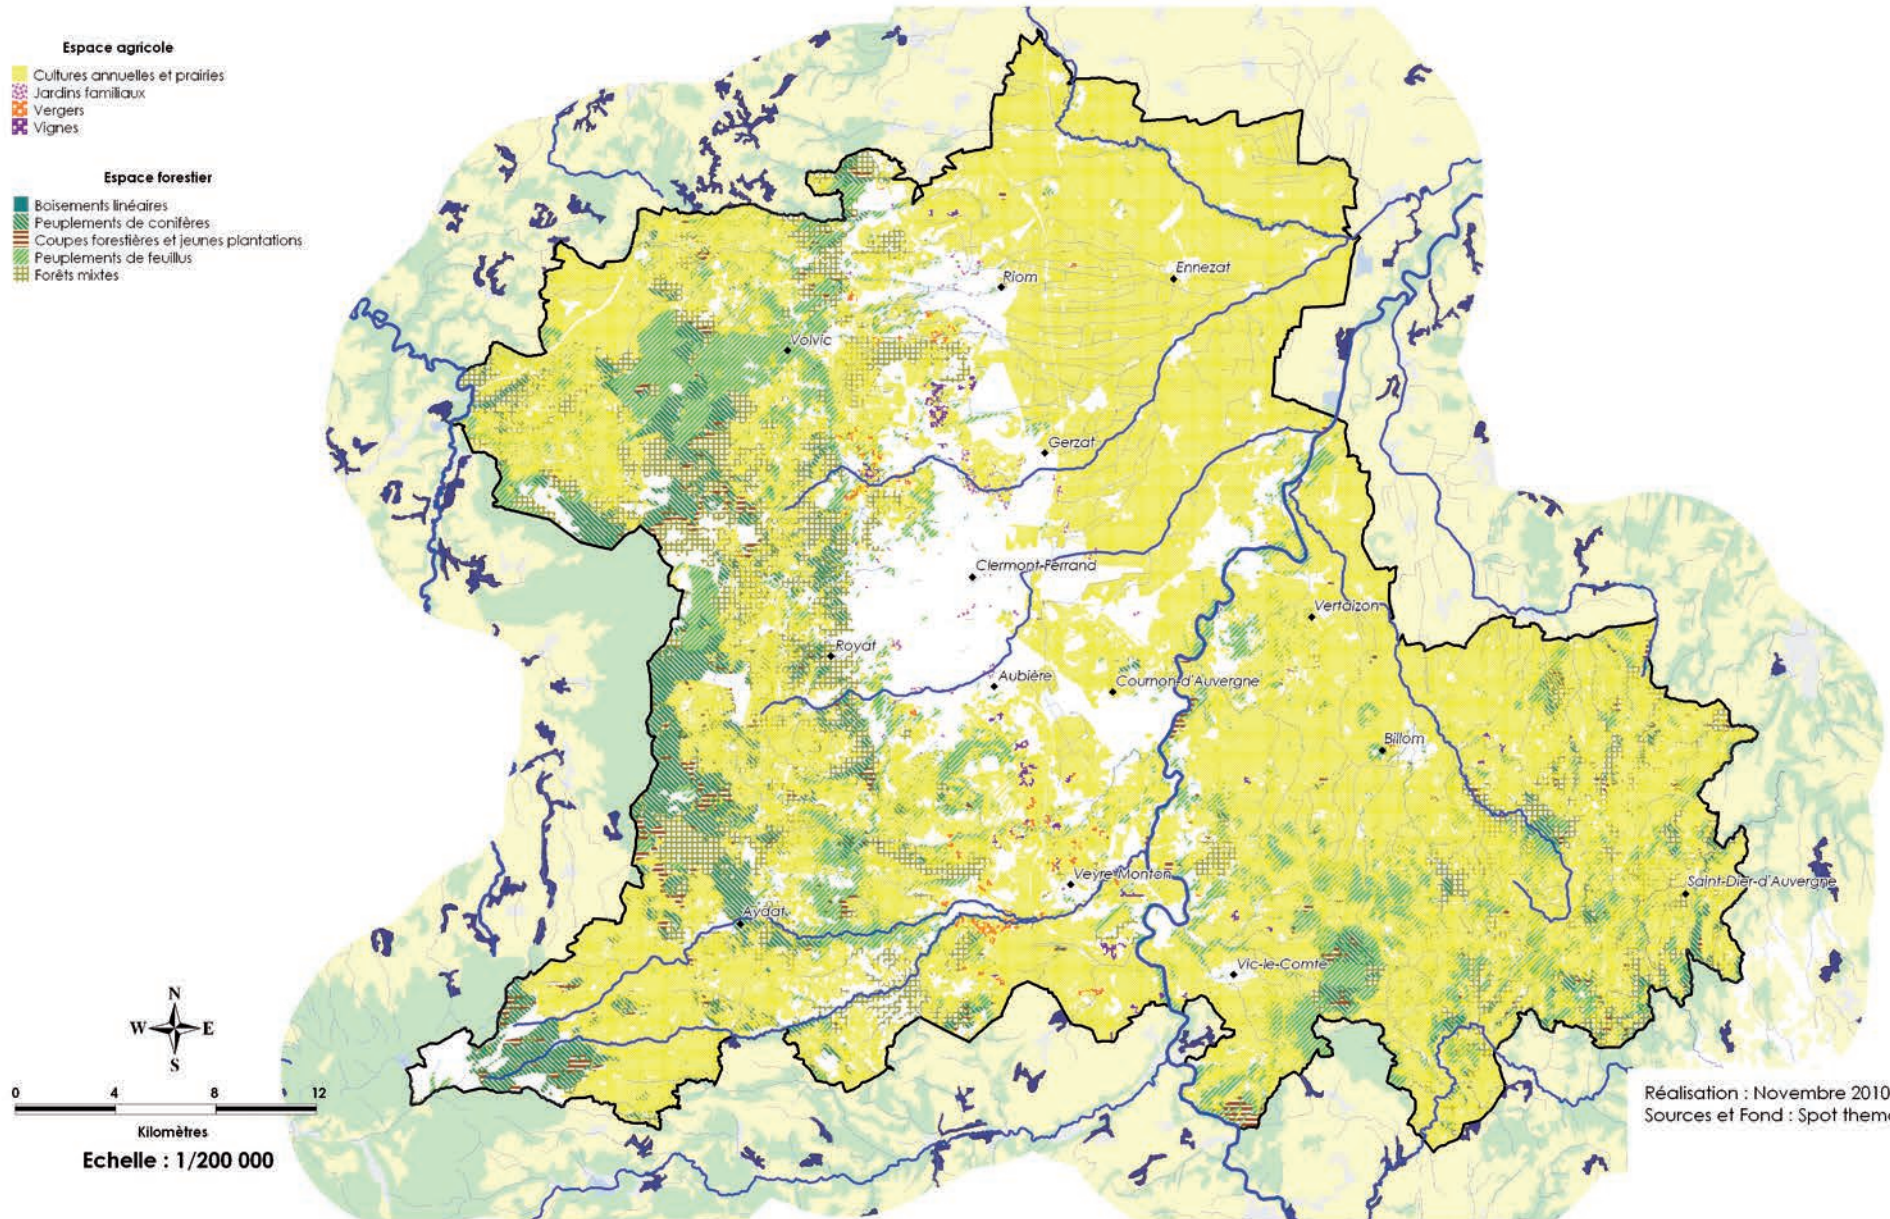 Espace agricole
Cultures annuelles et prairies
Jardins familiaux
Vergers
Vignes
Espace forestier
Boisements linéaires
Peuplements de conifères
Coupes forestières et jeunes plantations
Peuplements de feuillus
Forêts mixtes
Riom
Ennezat
Volvic
Gerzat
Clermont-Ferrand
Vertaizon
Royat
Aubière
Cournon-d'Auvergne
Billom
Veyre Monton
Saint-Dier-d'Auvergne
Aydat
Vic-le-Comte
N
W E
S
0 4 8 12
Kilomètres
Echelle : 1/200 000
Réalisation : Novembre 2010
Sources et Fond : Spot thema